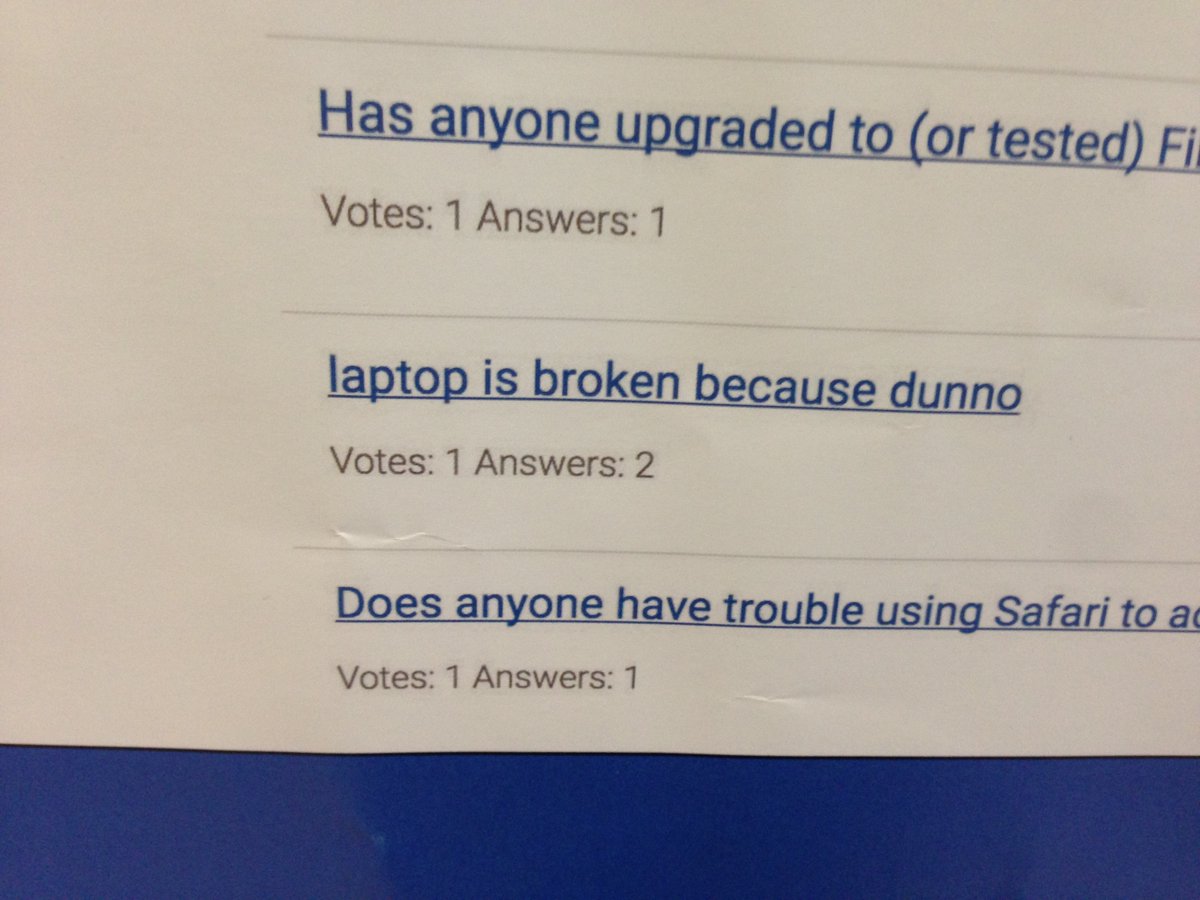 Has anyone upgraded to (or tested)
Votes: 1 Answers: 1
laptop is broken because dunno
Votes: 1 Answers: 2
Does anyone have trouble using Safari to
Votes: 1 Answers: 1